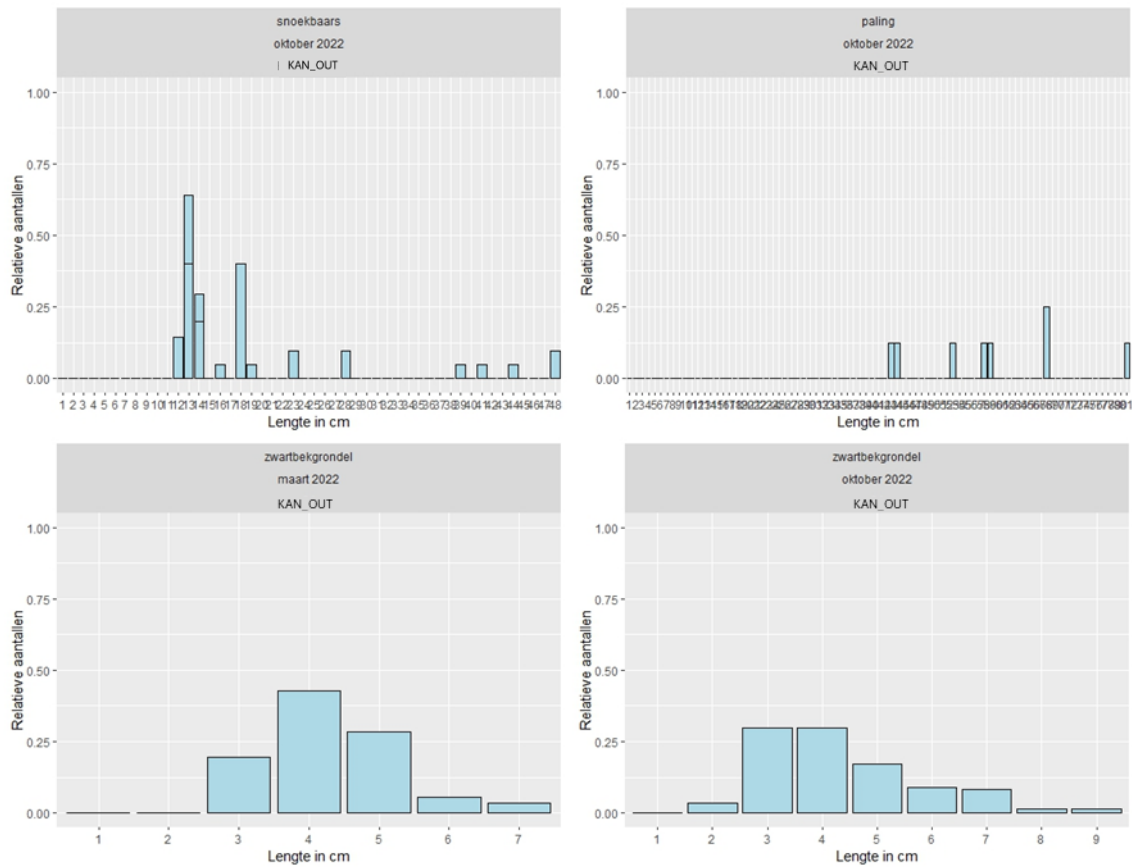 snoekbaars
oktober 2022
KAN_OUT
Relatieve aantallen
1.00
0.75
0.50
0.25
0.00
1 2 3 4 5 6 7 8 9 10 11 12 13 14 15 16 17 18 19 20 21 22 23 24 25 26 27 28 29 30 31 32 33 34 35 36 37 38 39 40 41 42 43 44 45 46 47 48
Lengte in cm
paling
oktober 2022
KAN_OUT
Relatieve aantallen
1.00
0.75
0.50
0.25
0.00
Lengte in cm
zwartbekgrondel
maart 2022
KAN_OUT
Relatieve aantallen
1.00
0.75
0.50
0.25
0.00
1 2 3 4 5 6 7
Lengte in cm
zwartbekgrondel
oktober 2022
KAN_OUT
Relatieve aantallen
1.00
0.75
0.50
0.25
0.00
1 2 3 4 5 6 7 8 9
Lengte in cm